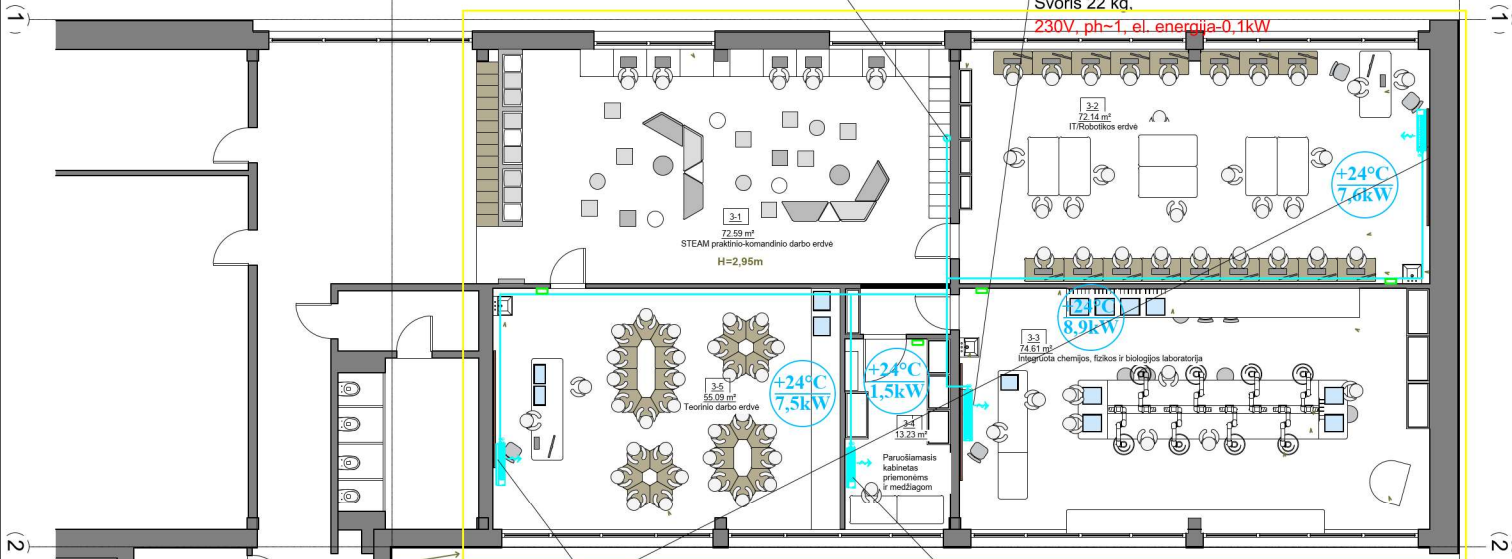 Svoris 22 kg,
230V, ph~1, el. energija-0,1kW
1
1
3-2
72.14 m²
IT/Robotikos erdvė
+24°C
7,6kW
3-1
72.59 m²
STEAM praktinio-komandinio darbo erdvė
H=2,95m
+24°C
8,9kW
3-3
74.61 m²
Integruota chemijos, fizikos ir biologijos laboratorija
3-5
55.09 m²
Teorinio darbo erdvė
+24°C
7,5kW
+24°C
1,5kW
3-4
13.23 m²
Paruošiamasis
kabinetas
priemonėms
ir medžiagom
2
2